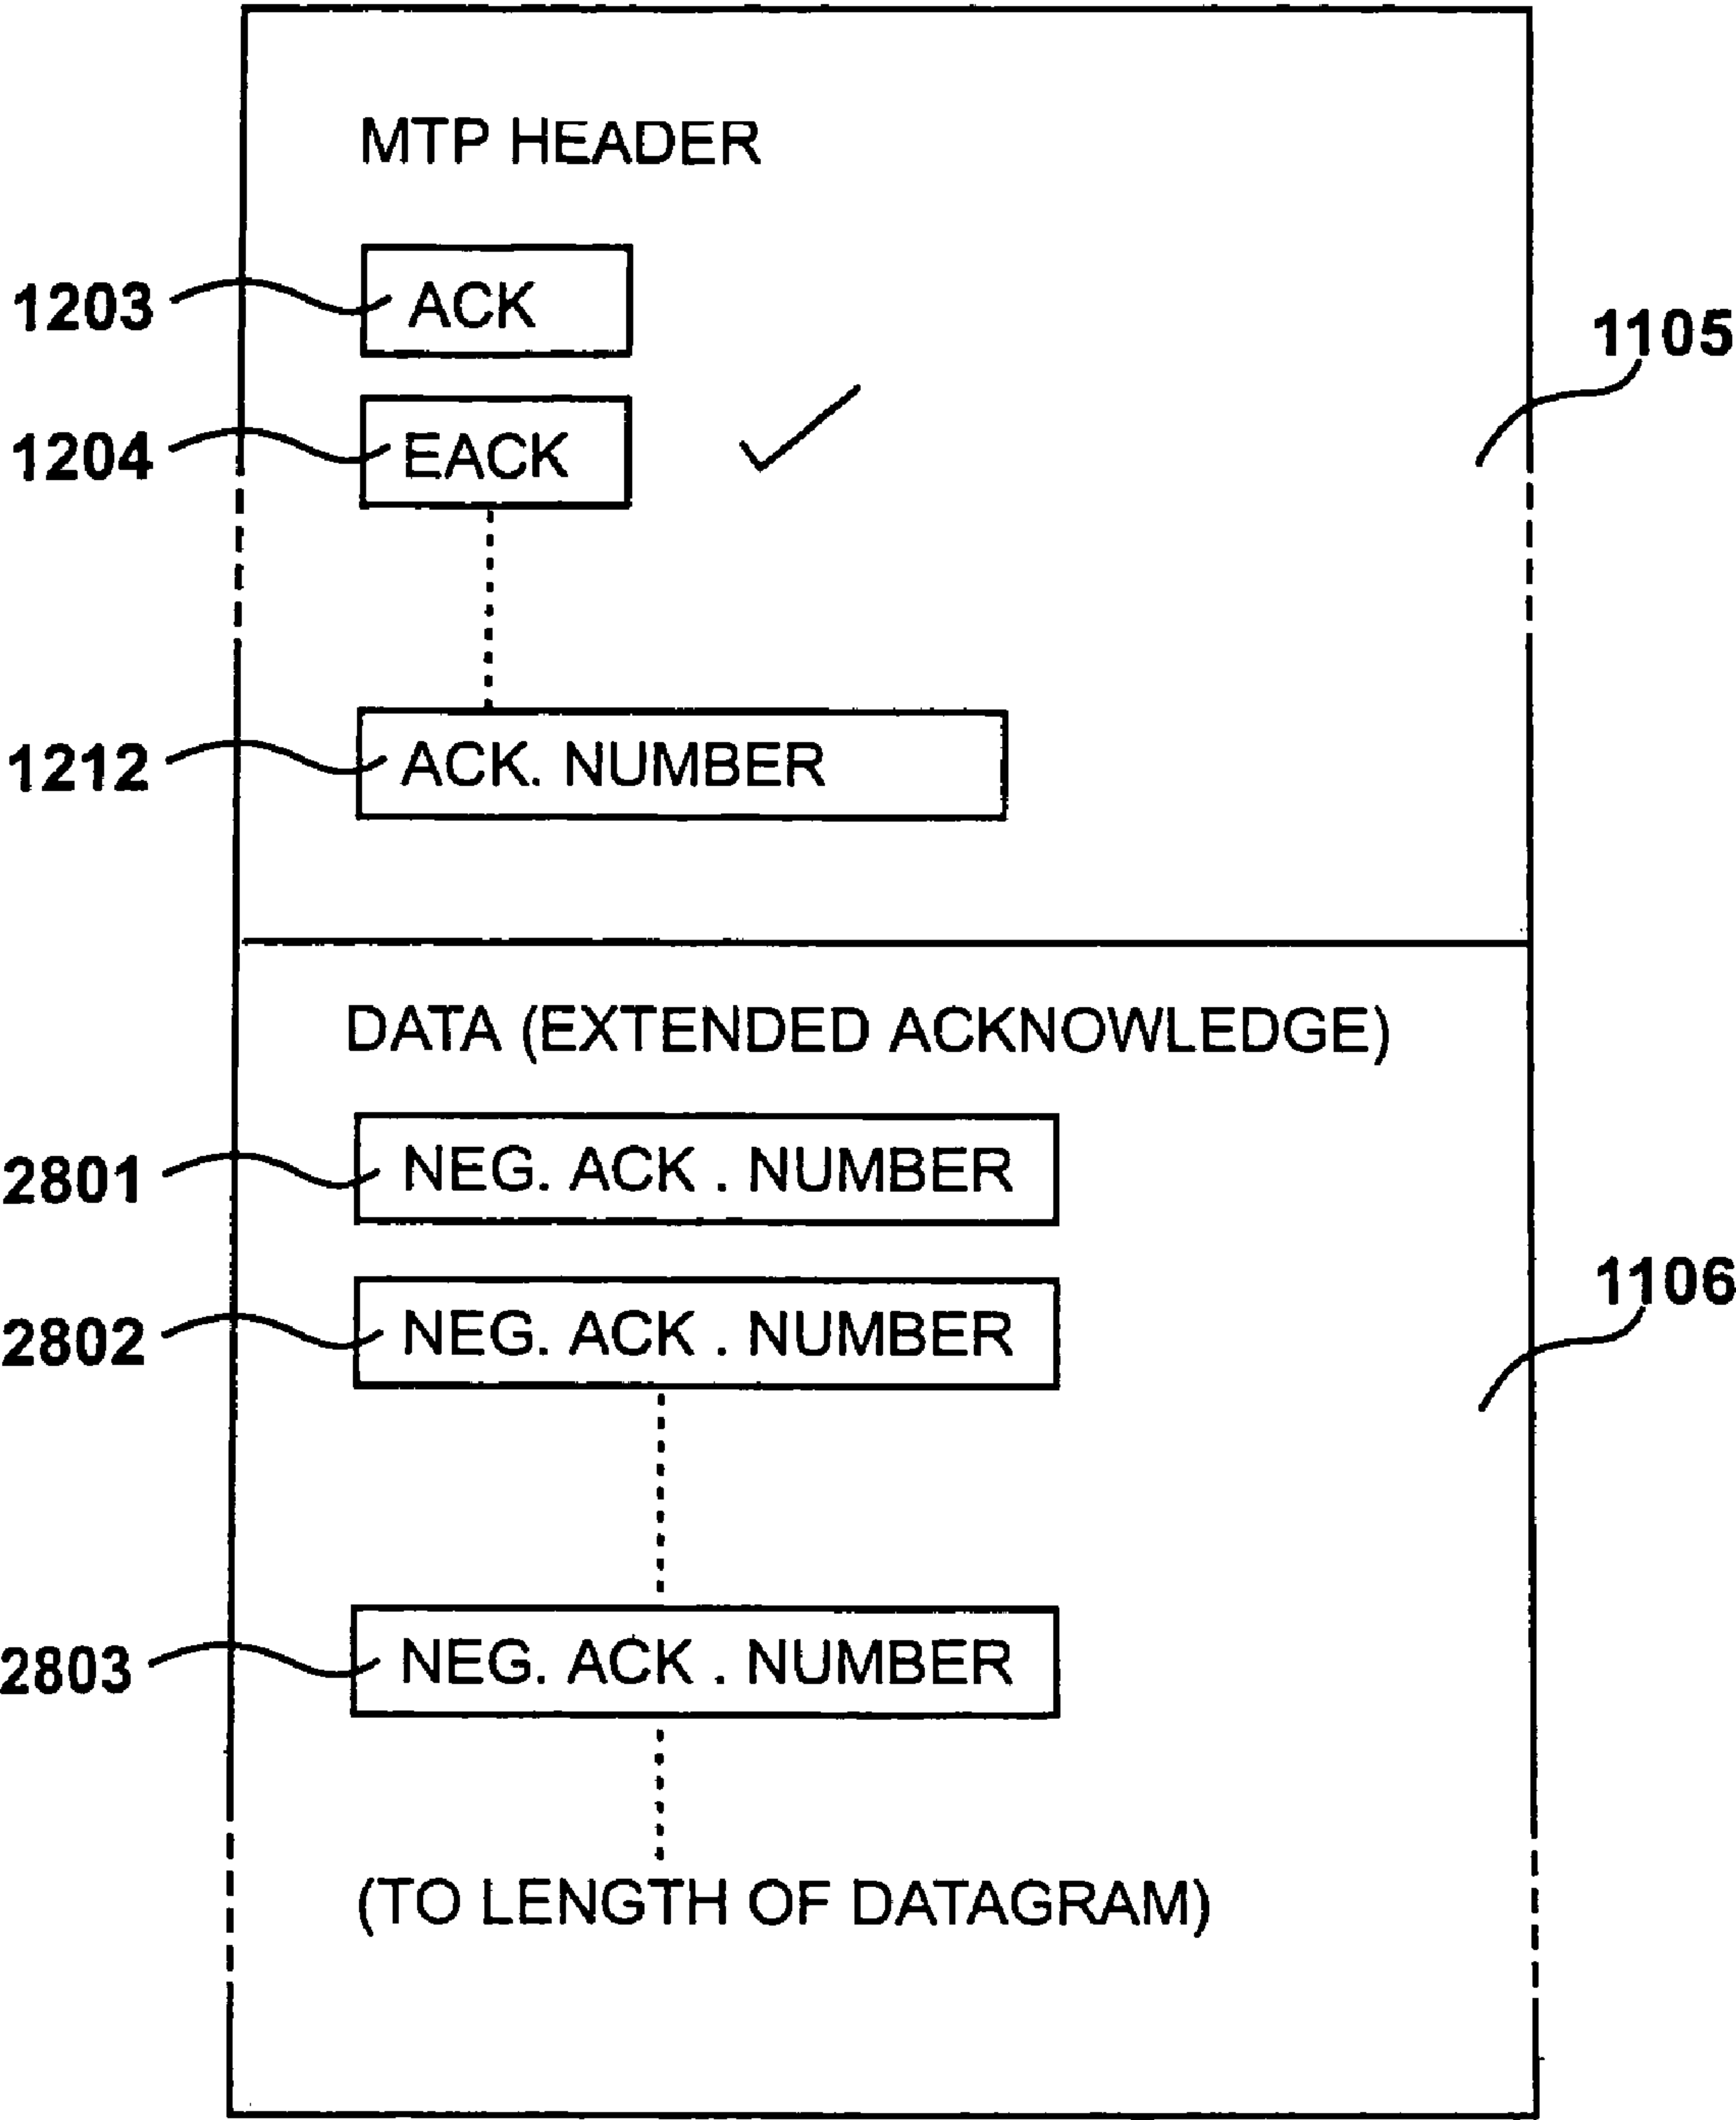 MTP HEADER
1203
ACK
1105
1204
EACK
1212
ACK. NUMBER
DATA (EXTENDED ACKNOWLEDGE)
2801
NEG. ACK . NUMBER
1106
2802
NEG. ACK . NUMBER
2803
NEG. ACK . NUMBER
(TO LENGTH OF DATAGRAM)